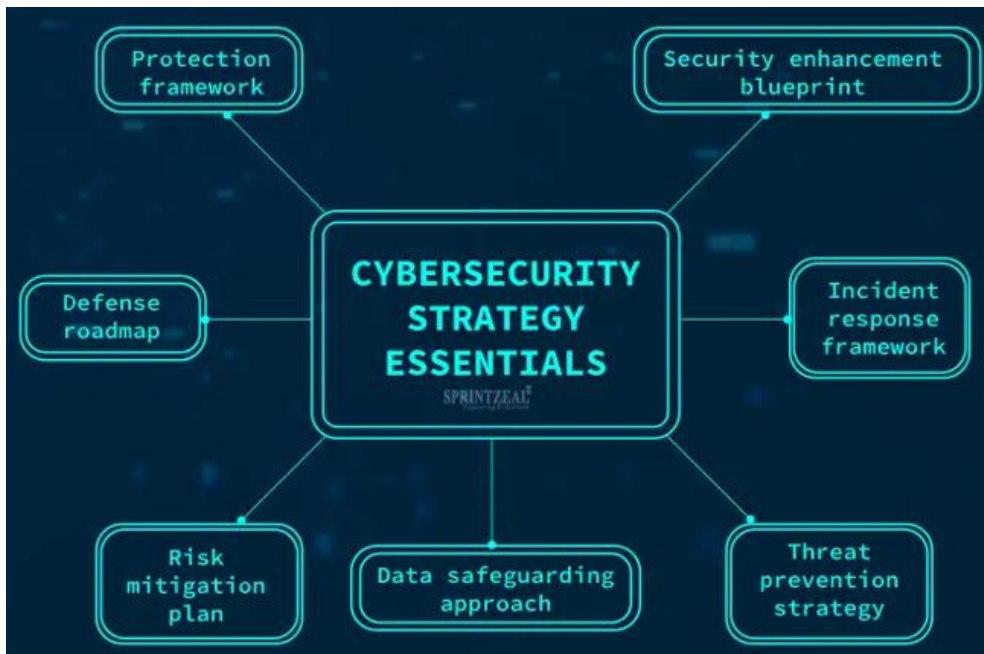 Protection
framework
Security enhancement
blueprint
CYBERSECURITY
STRATEGY
ESSENTIALS
SPRINTZEAL
Defense
roadmap
Incident
response
framework
Risk
mitigation
plan
Data safeguarding
approach
Threat
prevention
strategy